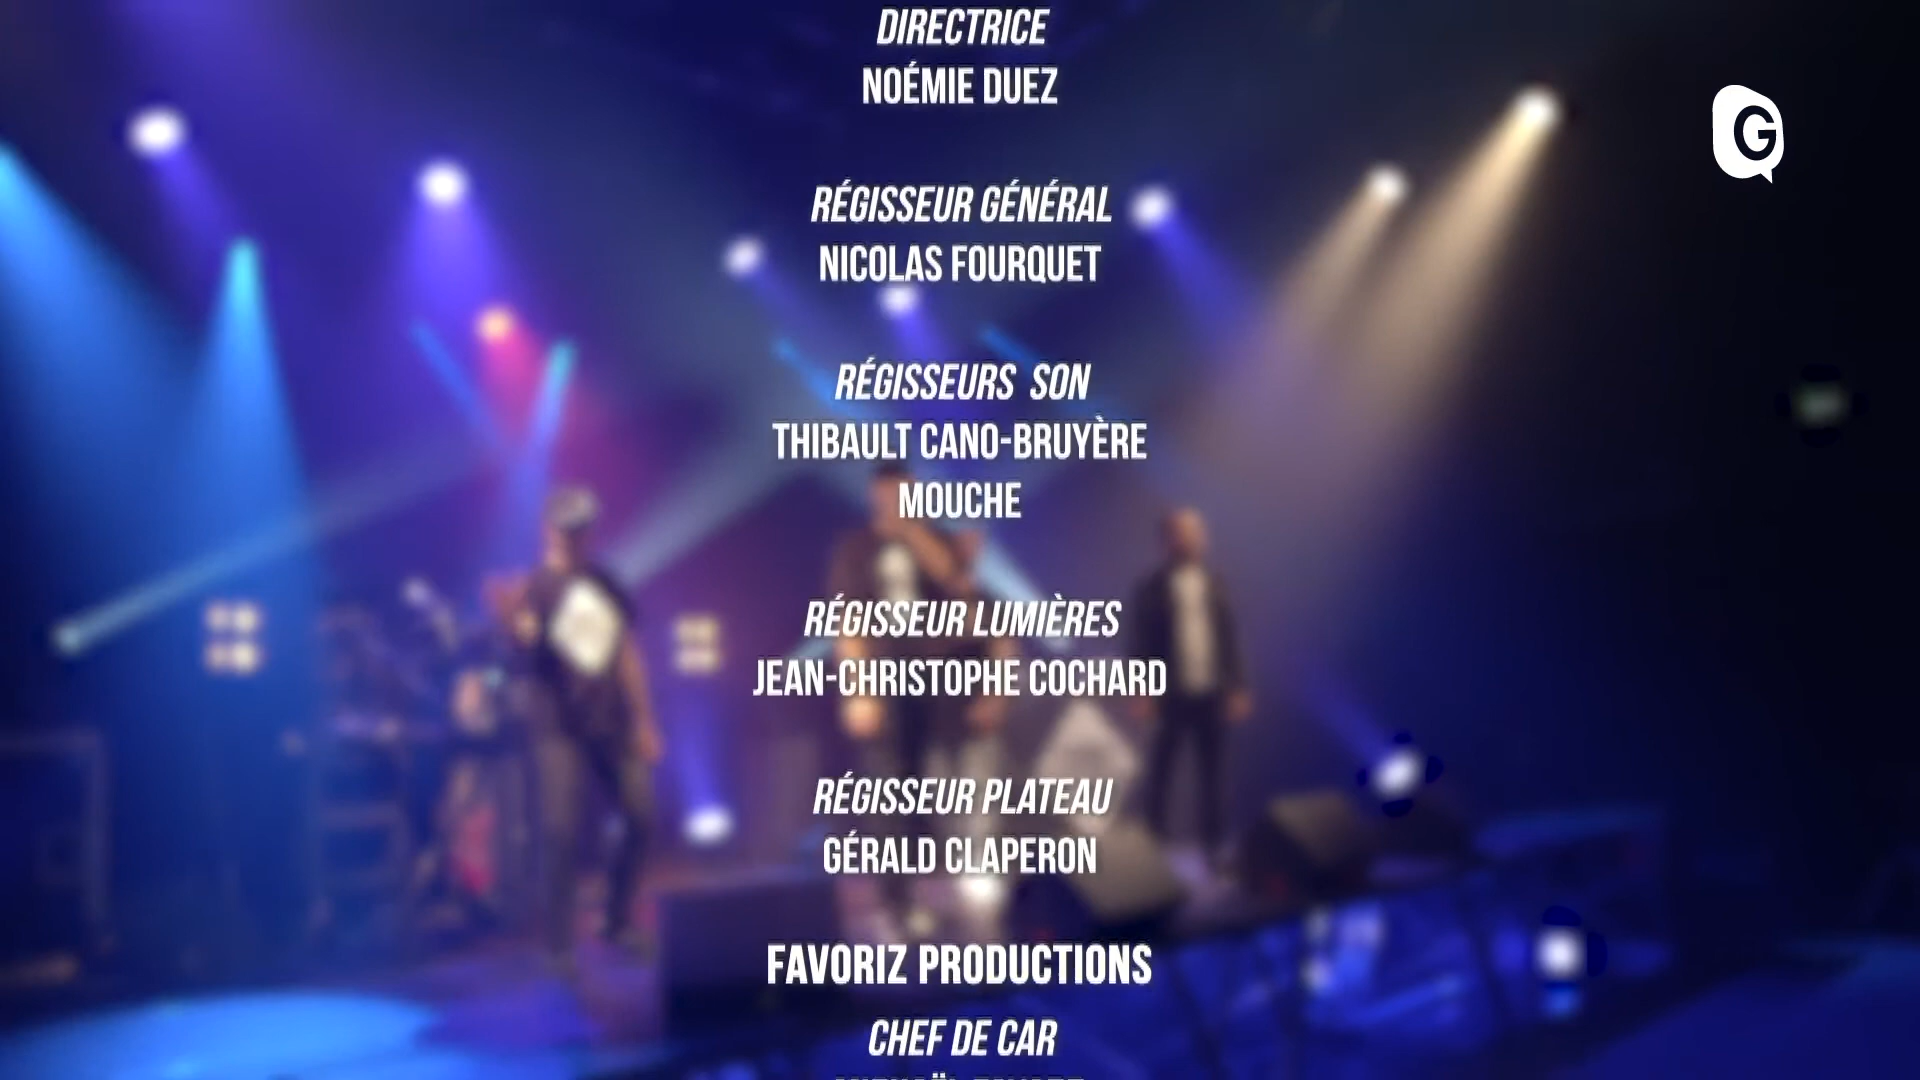 DIRECTRICE
NOÉMIE DUEZ
G
RÉGISSEUR GÉNÉRAL
NICOLAS FOURQUET
RÉGISSEURS SON
THIBAULT CANO-BRUYÈRE
MOUCHE
RÉGISSEUR LUMIÈRES
JEAN-CHRISTOPHE COCHARD
RÉGISSEUR PLATEAU
GÉRALD CLAPERON
FAVORIZ PRODUCTIONS
CHEF DE CAR